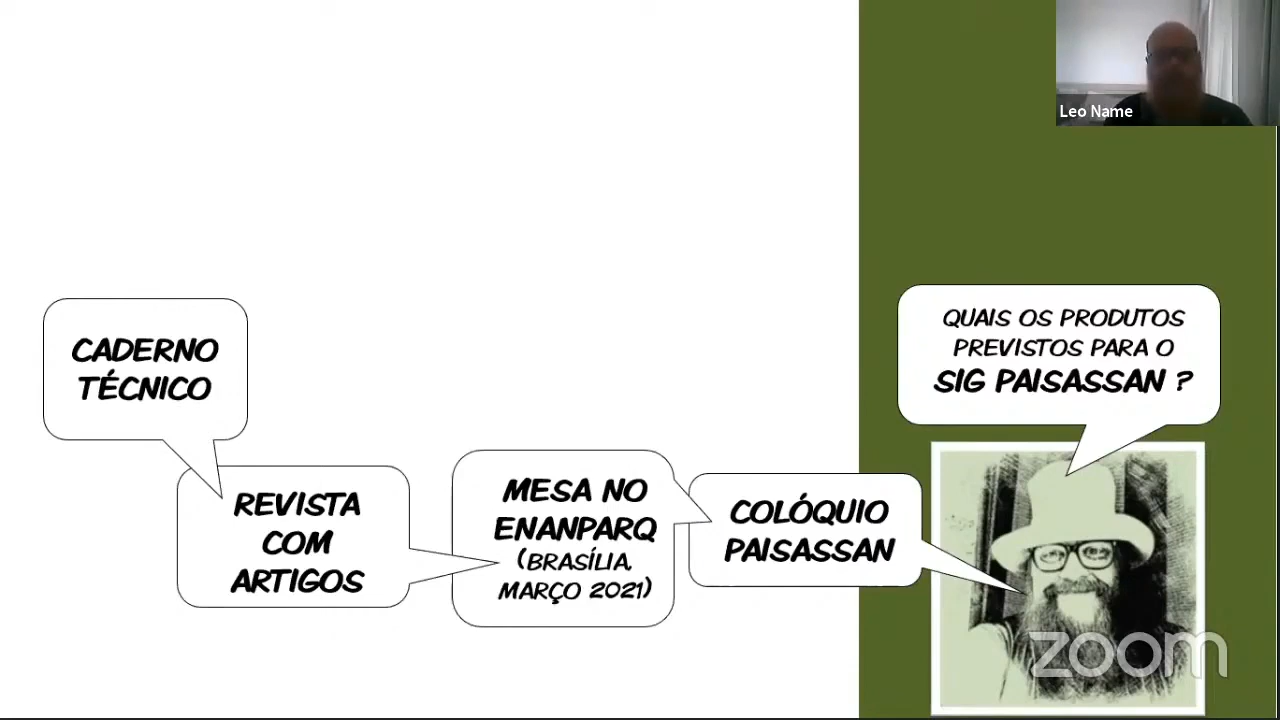 Leo Name
QUAIS OS PRODUTOS
PREVISTOS PARA O
SIG PAISASSAN ?
CADERNO
TÉCNICO
REVISTA
COM
ARTIGOS
MESA NO
ENANPARQ
(BRASÍLIA,
MARÇO 2021)
COLÓQUIO
PAISASSAN
zoom